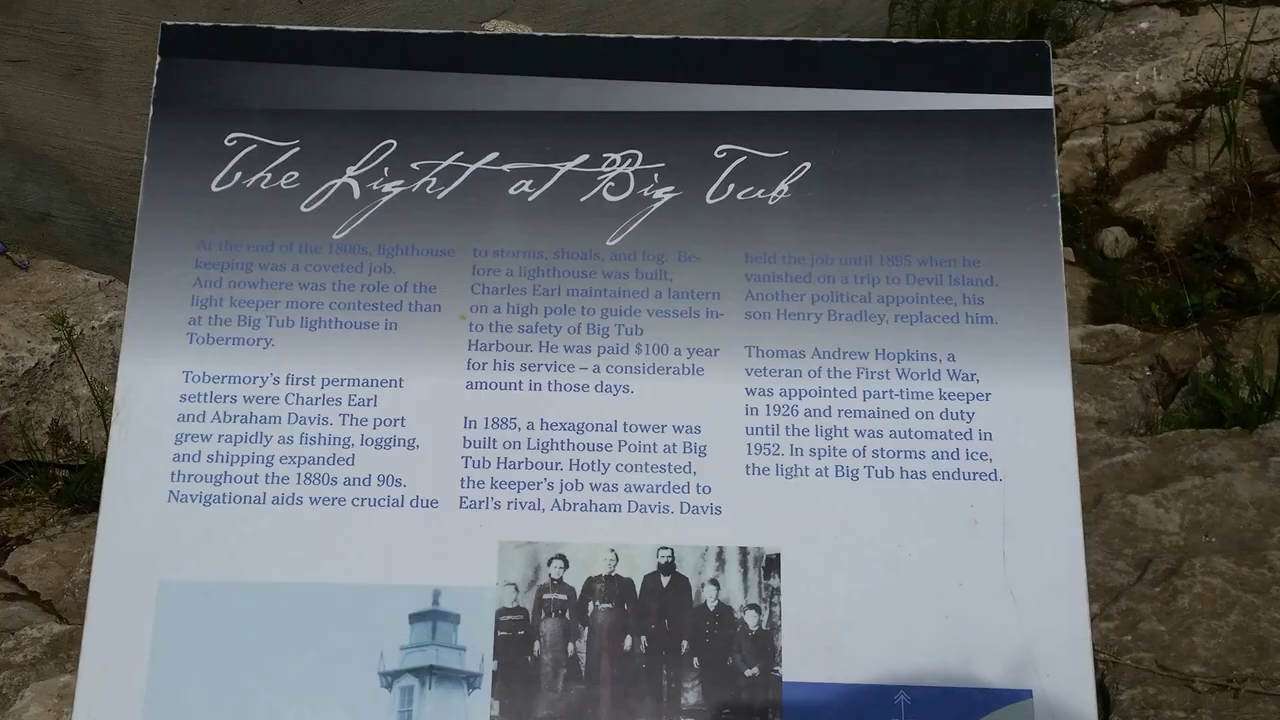 The Light at Big Tub
At the end of the 1800s, lighthouse
keeping was a coveted job.
And nowhere was the role of the
light keeper more contested than
at the Big Tub lighthouse in
Tobermory.
Tobermory's first permanent
settlers were Charles Earl
and Abraham Davis. The port
grew rapidly as fishing, logging,
and shipping expanded
throughout the 1880s and 90s.
Navigational aids were crucial due
to storms, shoals, and fog. Be-
fore a lighthouse was built,
Charles Earl maintained a lantern
on a high pole to guide vessels in-
to the safety of Big Tub
Harbour. He was paid $100 a year
for his service – a considerable
amount in those days.
In 1885, a hexagonal tower was
built on Lighthouse Point at Big
Tub Harbour. Hotly contested,
the keeper's job was awarded to
Earl's rival, Abraham Davis. Davis
held the job until 1895 when he
vanished on a trip to Devil Island.
Another political appointee, his
son Henry Bradley, replaced him.
Thomas Andrew Hopkins, a
veteran of the First World War,
was appointed part-time keeper
in 1926 and remained on duty
until the light was automated in
1952. In spite of storms and ice,
the light at Big Tub has endured.